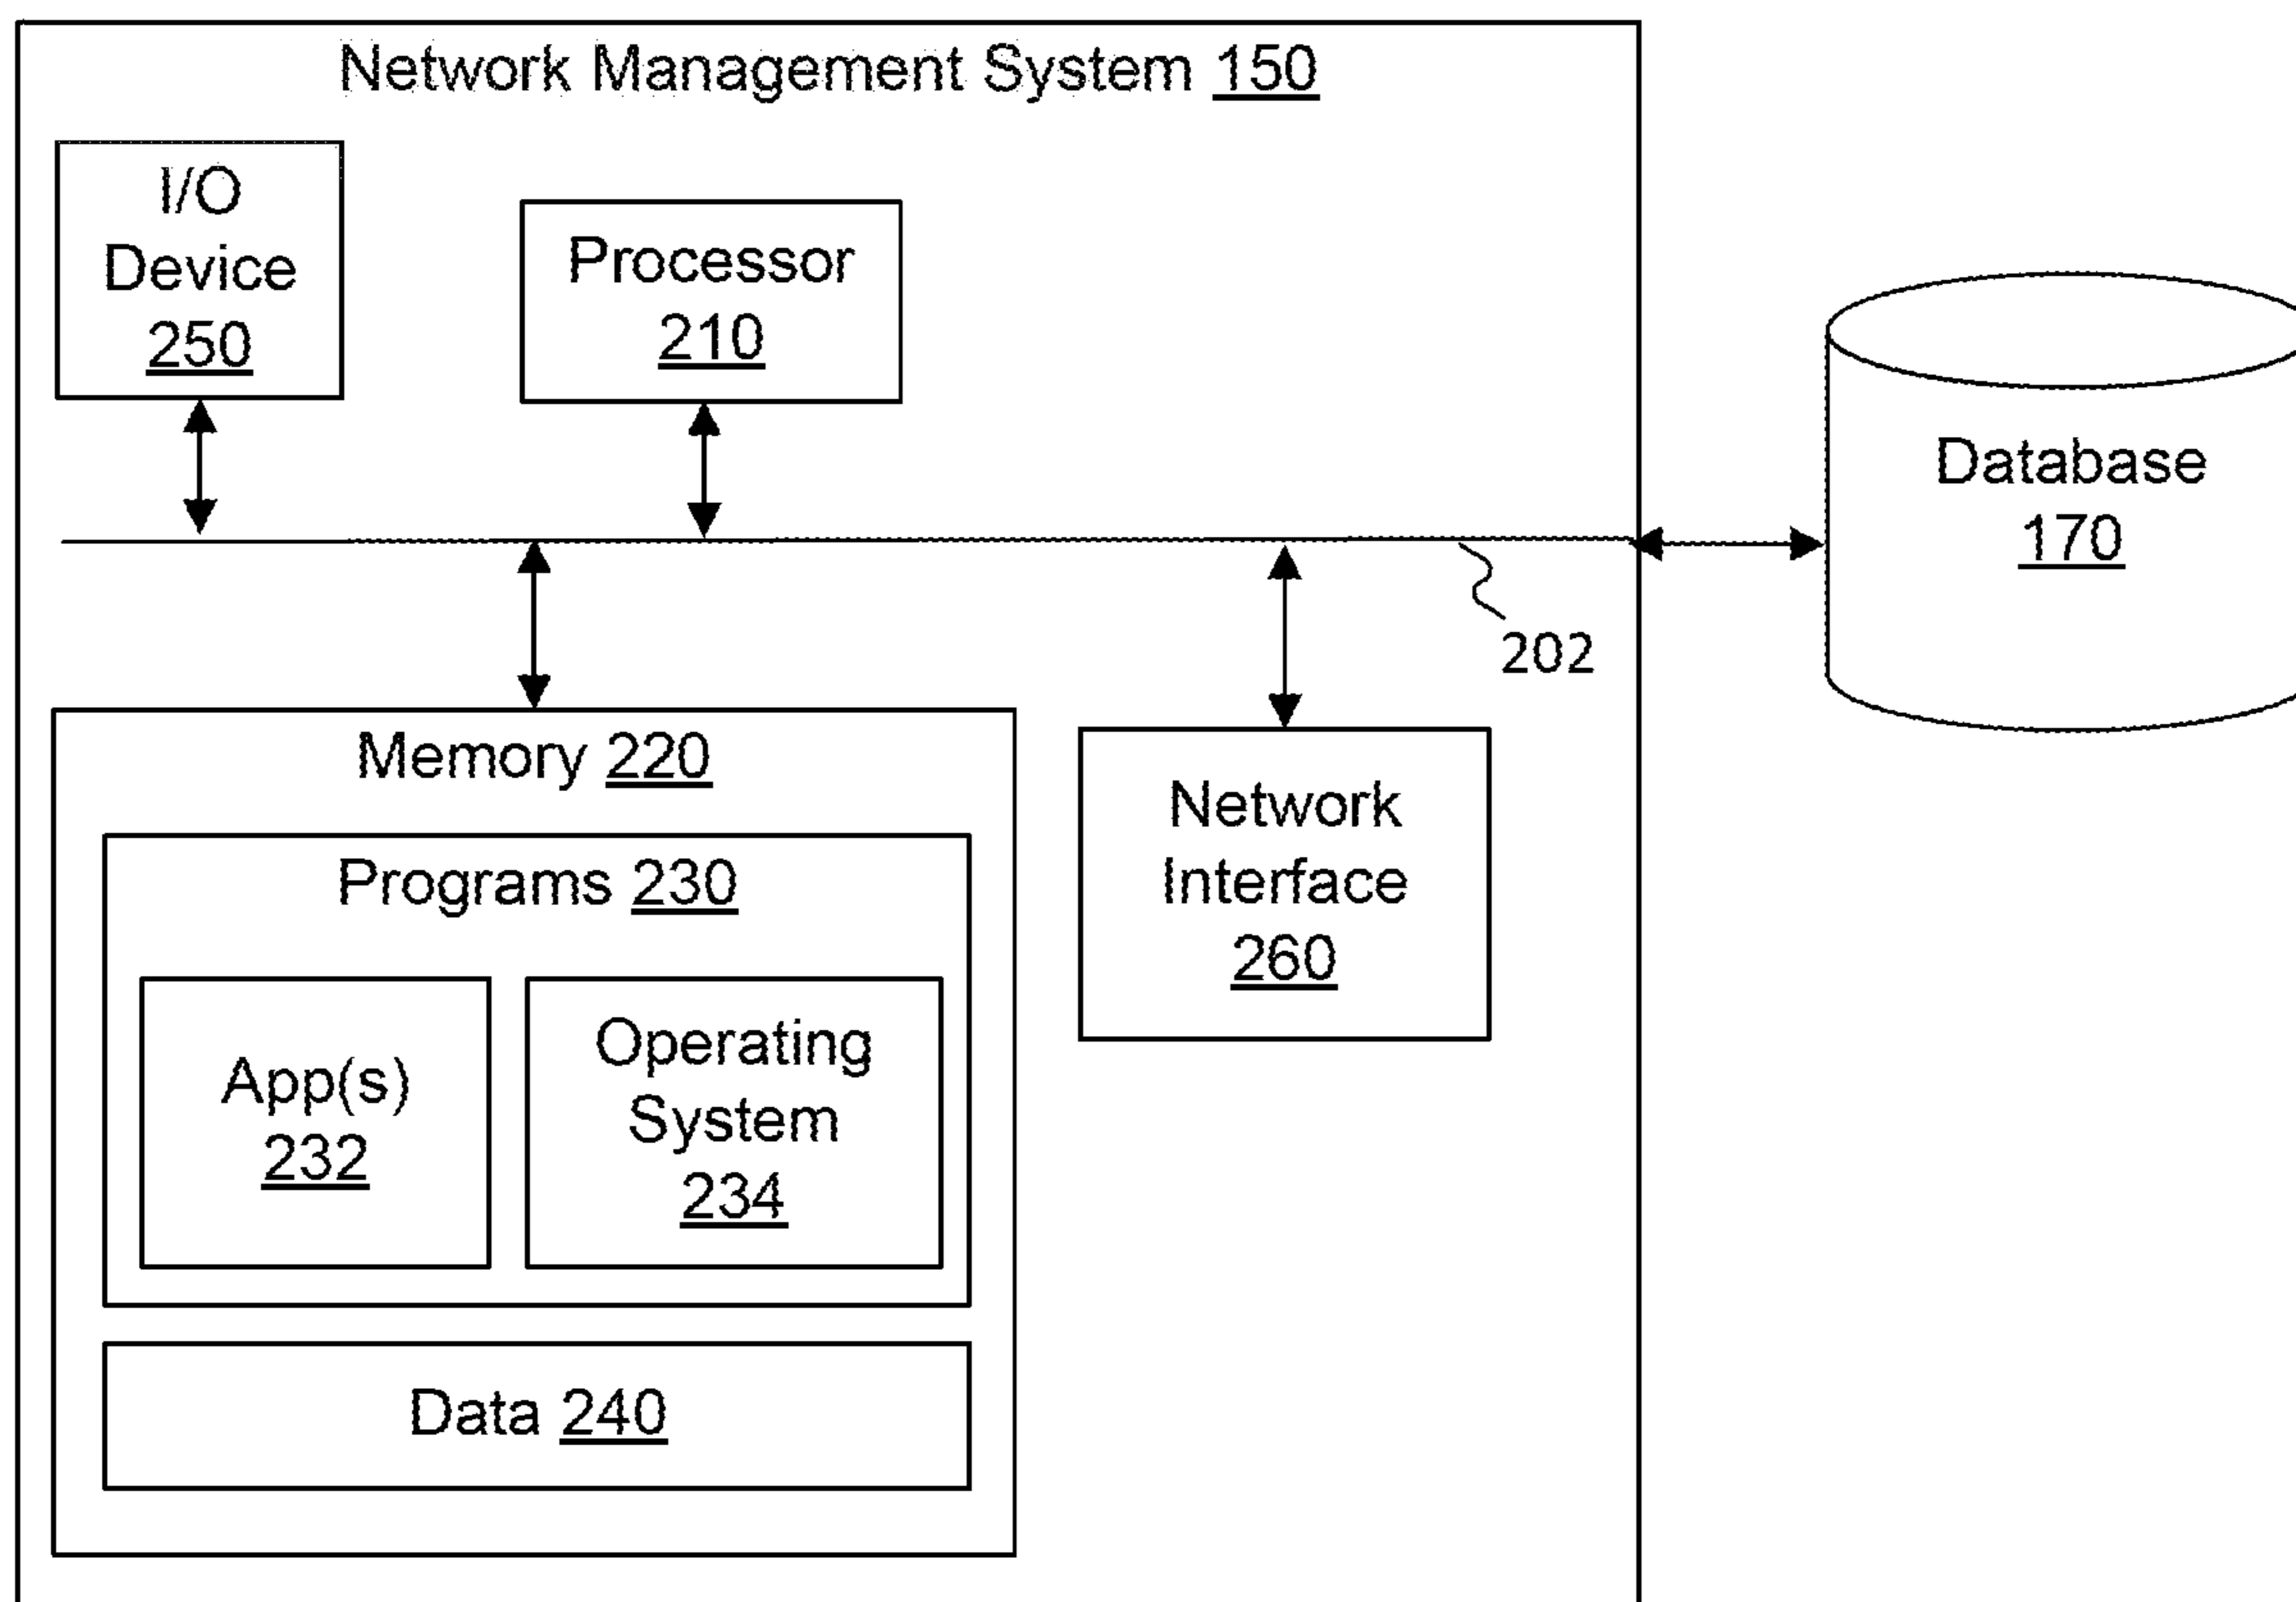 Network Management System 150
I/O
Device
250
Processor
210
Database
170
202
Memory 220
Programs 230
App(s)
232
Operating
System
234
Data 240
Network
Interface
260